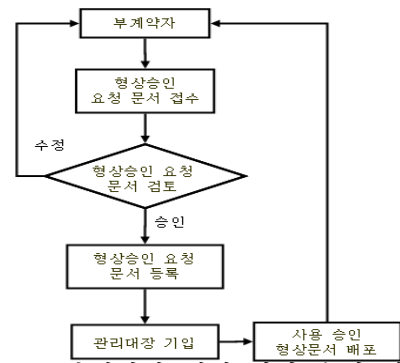 부계약자
형상승인
요청 문서 접수
수정
형상승인 요청
문서 검토
승인
형상승인 요청
문서 등록
관리대장 기입
사용 승인
형상문서 배포